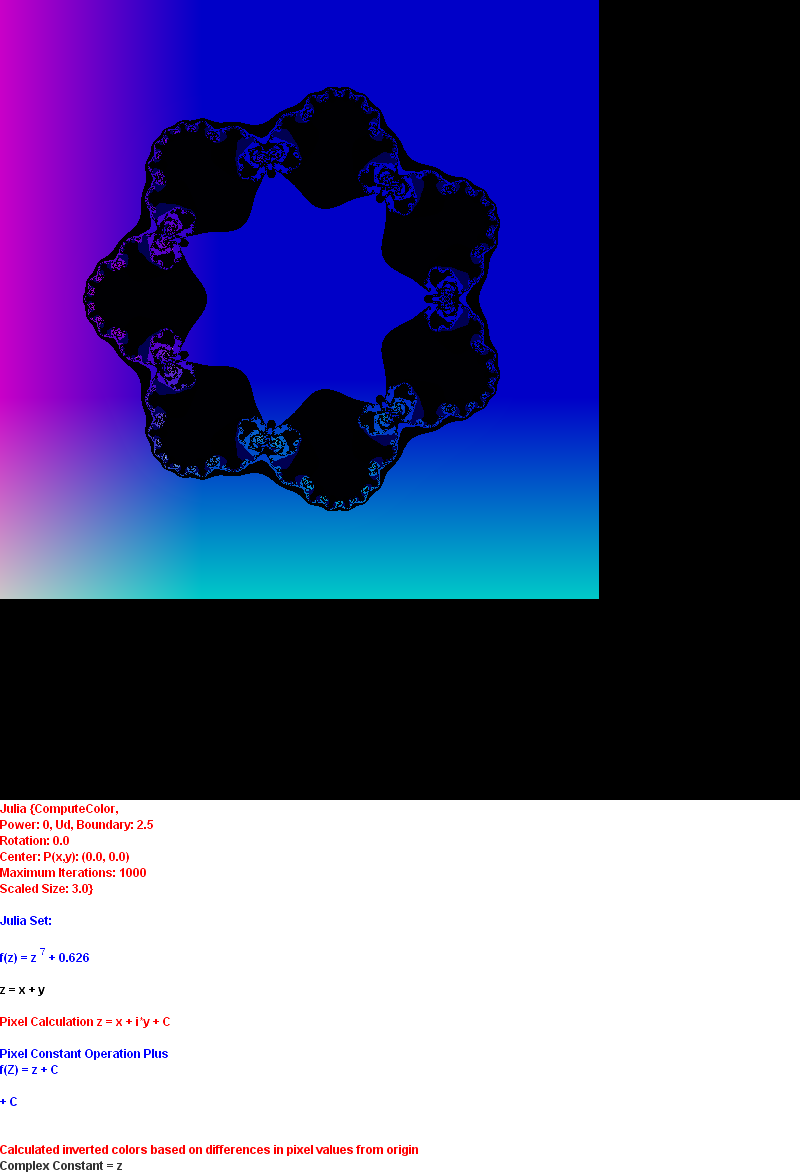 Julia {ComputeColor,
Power: 0, Ud, Boundary: 2.5
Rotation: 0.0
Center: P(x,y): (0.0, 0.0)
Maximum Iterations: 1000
Scaled Size: 3.0}
Julia Set:
f(z) = z ^7 + 0.626
z = x + y
Pixel Calculation z = x + i*y + C
Pixel Constant Operation Plus
f(Z) = z + C
+ C
Calculated inverted colors based on differences in pixel values from origin
Complex Constant = z